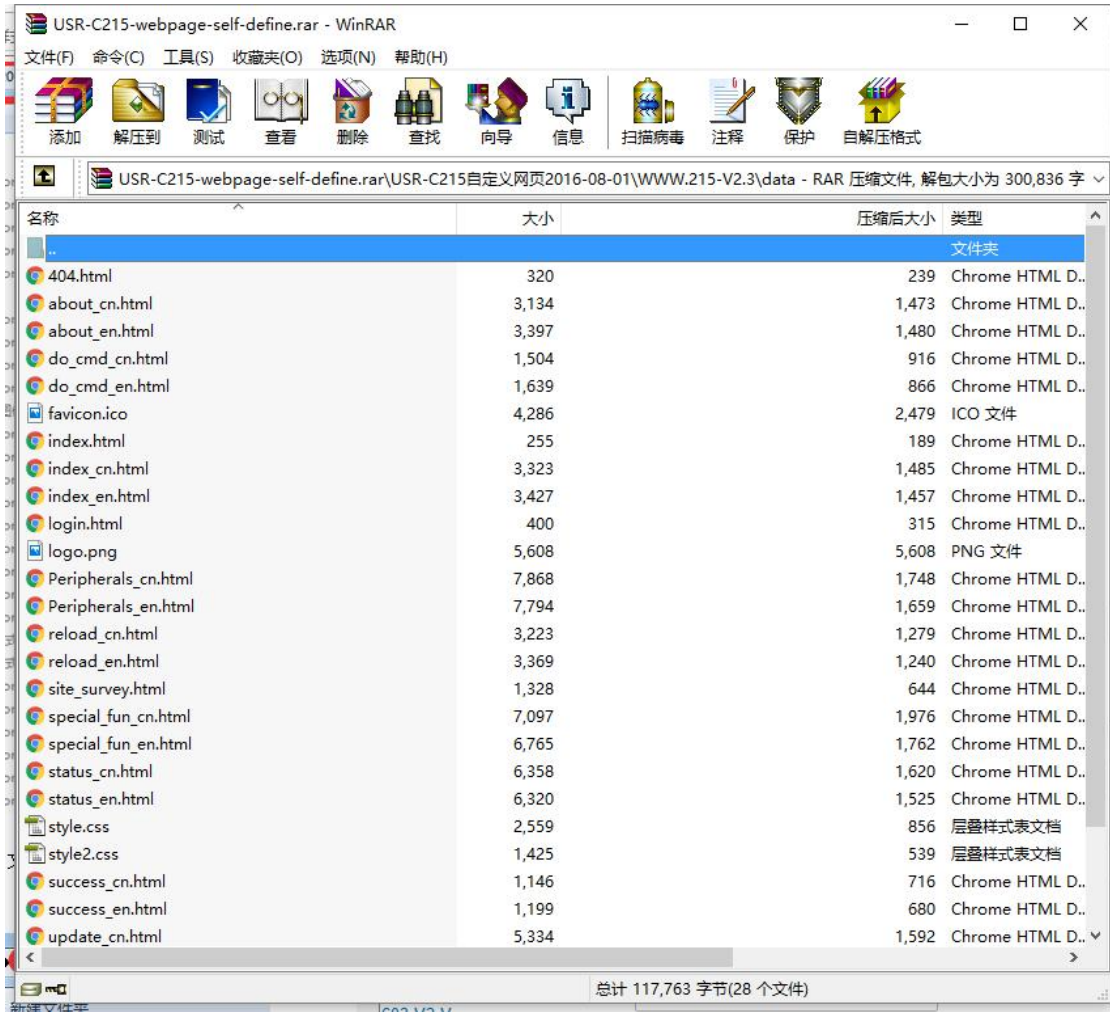 USR-C215-webpage-self-define.rar - WinRAR
文件(F) 命令(C) 工具(S) 收藏夹(O) 选项(N) 帮助(H)
添加 解压到 测试 查看 删除 查找 向导 信息 扫描病毒 注释 保护 自解压格式
USR-C215-webpage-self-define.rar\USR-C215自定义网页2016-08-01\WWW.215-V2.3\data - RAR 压缩文件, 解包大小为 300,836 字
名称 大小 压缩后大小 类型
.. 文件夹
404.html 320 239 Chrome HTML D..
about_cn.html 3,134 1,473 Chrome HTML D..
about_en.html 3,397 1,480 Chrome HTML D..
do_cmd_cn.html 1,504 916 Chrome HTML D..
do_cmd_en.html 1,639 866 Chrome HTML D..
favicon.ico 4,286 2,479 ICO 文件
index.html 255 189 Chrome HTML D..
index_cn.html 3,323 1,485 Chrome HTML D..
index_en.html 3,427 1,457 Chrome HTML D..
login.html 400 315 Chrome HTML D..
logo.png 5,608 5,608 PNG 文件
Peripherals_cn.html 7,868 1,748 Chrome HTML D..
Peripherals_en.html 7,794 1,659 Chrome HTML D..
reload_cn.html 3,223 1,279 Chrome HTML D..
reload_en.html 3,369 1,240 Chrome HTML D..
site_survey.html 1,328 644 Chrome HTML D..
special_fun_cn.html 7,097 1,976 Chrome HTML D..
special_fun_en.html 6,765 1,762 Chrome HTML D..
status_cn.html 6,358 1,620 Chrome HTML D..
status_en.html 6,320 1,525 Chrome HTML D..
style.css 2,559 856 层叠样式表文档
style2.css 1,425 539 层叠样式表文档
success_cn.html 1,146 716 Chrome HTML D..
success_en.html 1,199 680 Chrome HTML D..
update_cn.html 5,334 1,592 Chrome HTML D..
总计 117,763 字节(28 个文件)